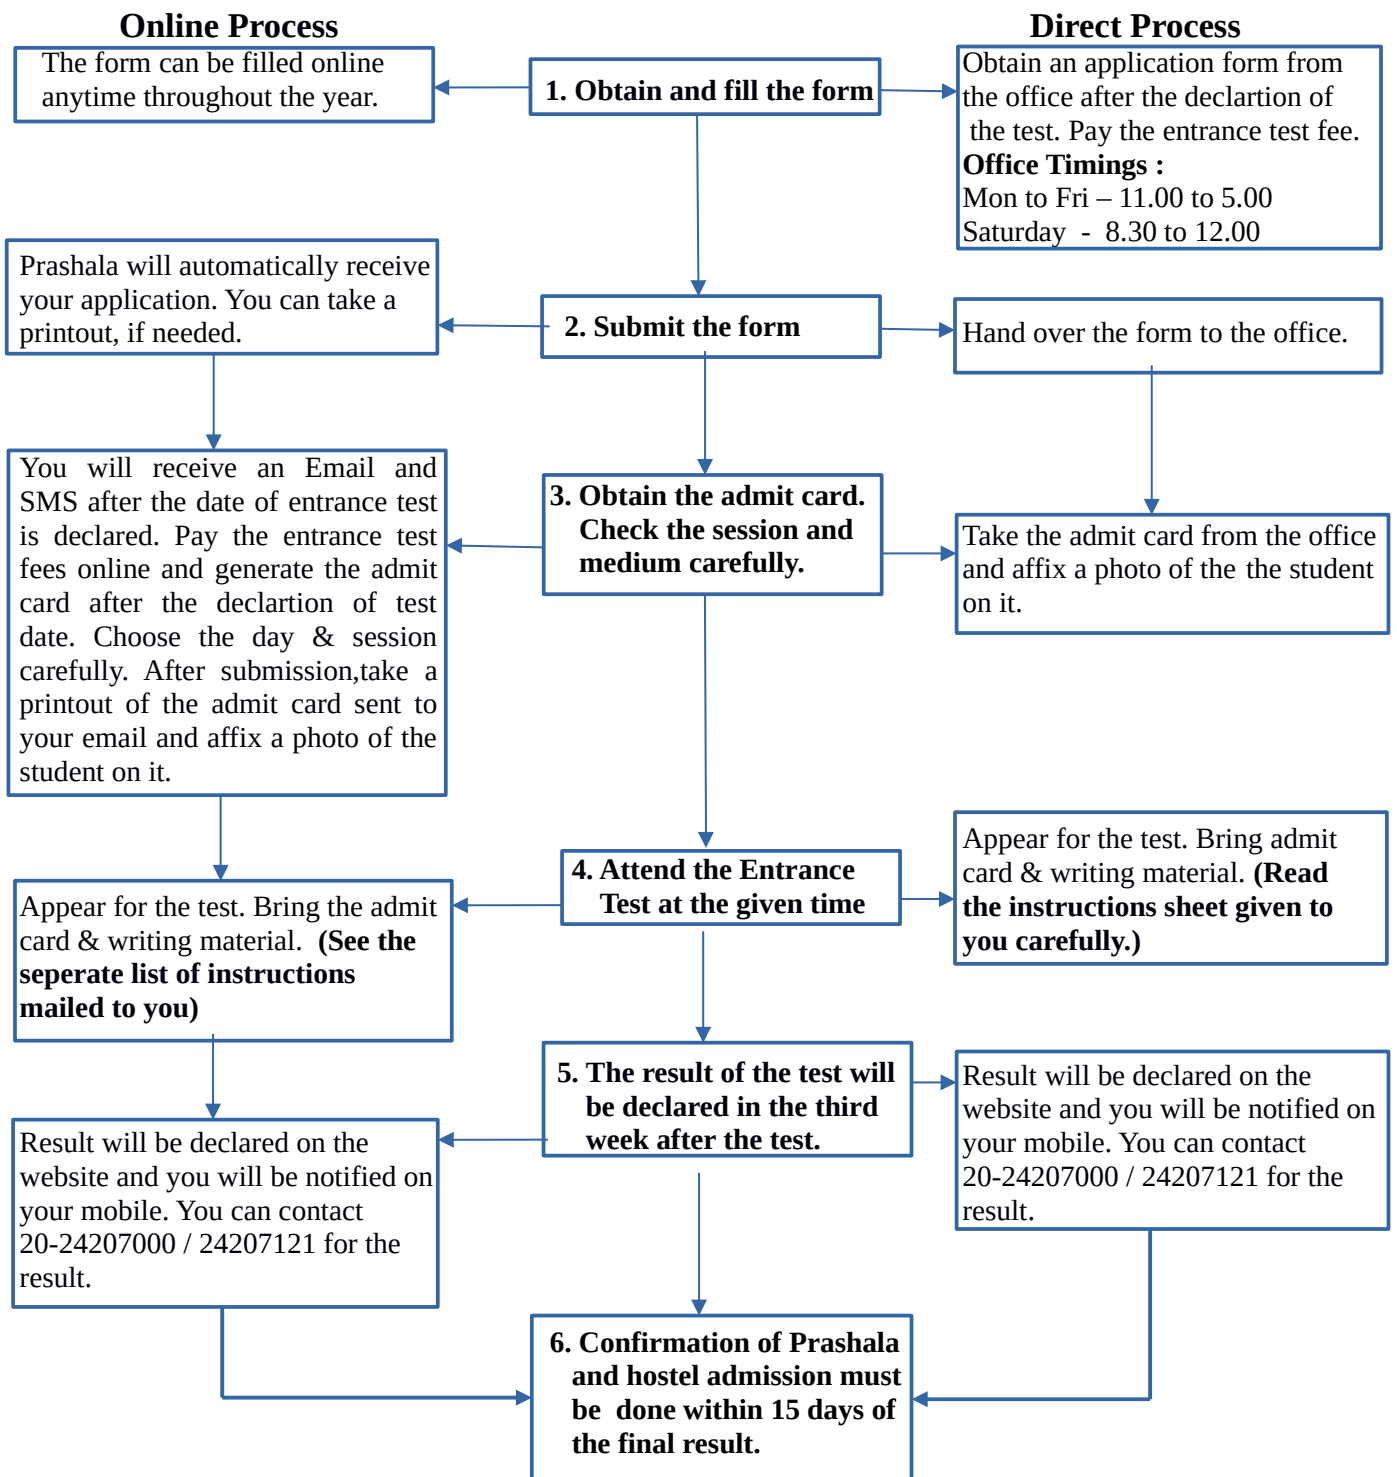 Online Process
Direct Process
The form can be filled online
anytime throughout the year.
1. Obtain and fill the form
Obtain an application form from
the office after the declartion of
the test. Pay the entrance test fee.
Office Timings :
Mon to Fri – 11.00 to 5.00
Saturday - 8.30 to 12.00
Prashala will automatically receive
your application. You can take a
printout, if needed.
2. Submit the form
Hand over the form to the office.
You will receive an Email and
SMS after the date of entrance test
is declared. Pay the entrance test
fees online and generate the admit
card after the declartion of test
date. Choose the day & session
carefully. After submission,take a
printout of the admit card sent to
your email and affix a photo of the
student on it.
3. Obtain the admit card.
Check the session and
medium carefully.
Take the admit card from the office
and affix a photo of the the student
on it.
4. Attend the Entrance
Test at the given time
Appear for the test. Bring admit
card & writing material. (Read
the instructions sheet given to
you carefully.)
Appear for the test. Bring the admit
card & writing material. (See the
seperate list of instructions
mailed to you)
5. The result of the test will
be declared in the third
week after the test.
Result will be declared on the
website and you will be notified on
your mobile. You can contact
20-24207000 / 24207121 for the
result.
Result will be declared on the
website and you will be notified on
your mobile. You can contact
20-24207000 / 24207121 for the
result.
6. Confirmation of Prashala
and hostel admission must
be done within 15 days of
the final result.